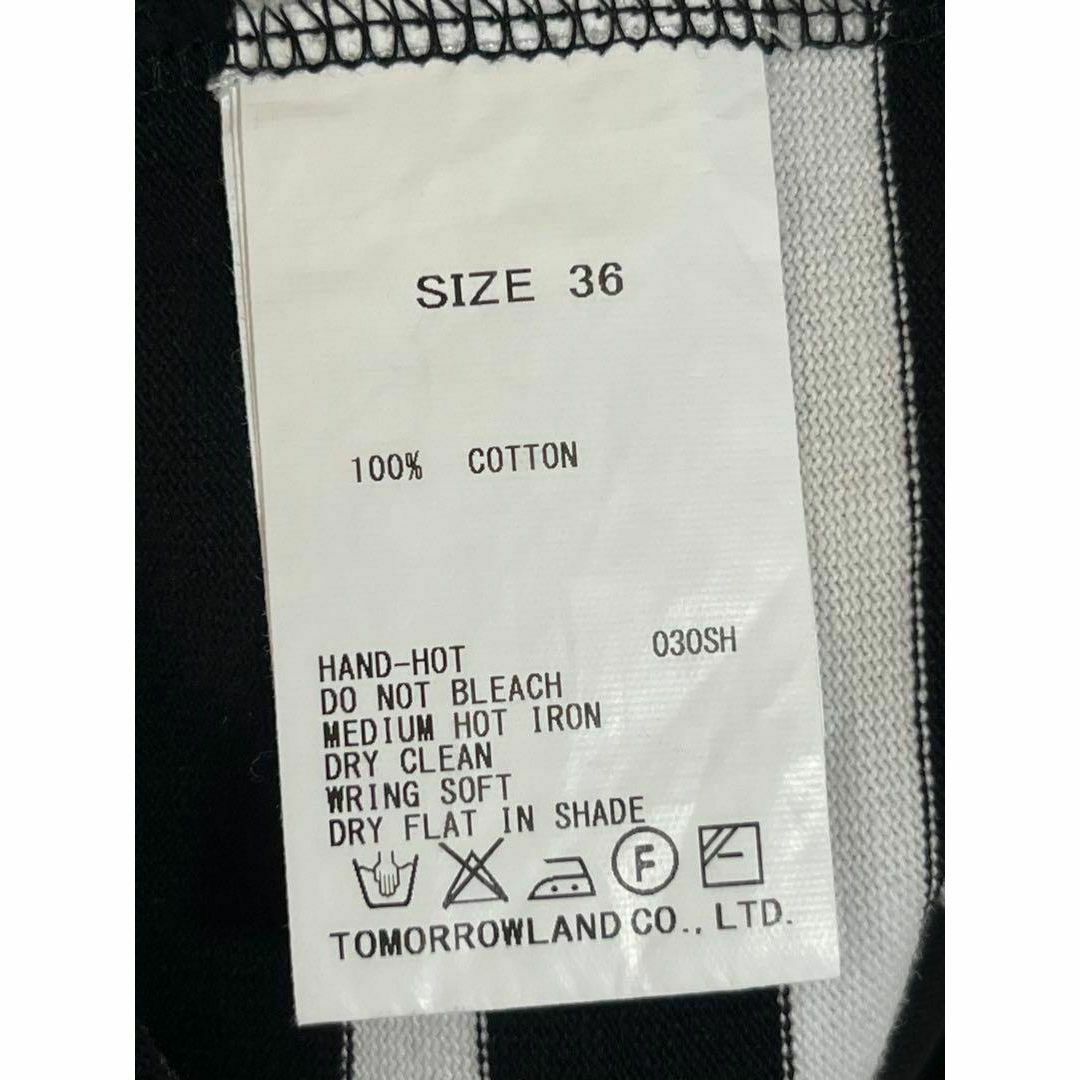 SIZE 36
100% COTTON
030SH
HAND-HOT
DO NOT BLEACH
MEDIUM HOT IRON
DRY CLEAN
WRING SOFT
DRY FLAT IN SHADE
F
TOMORROWLAND CO., LTD.